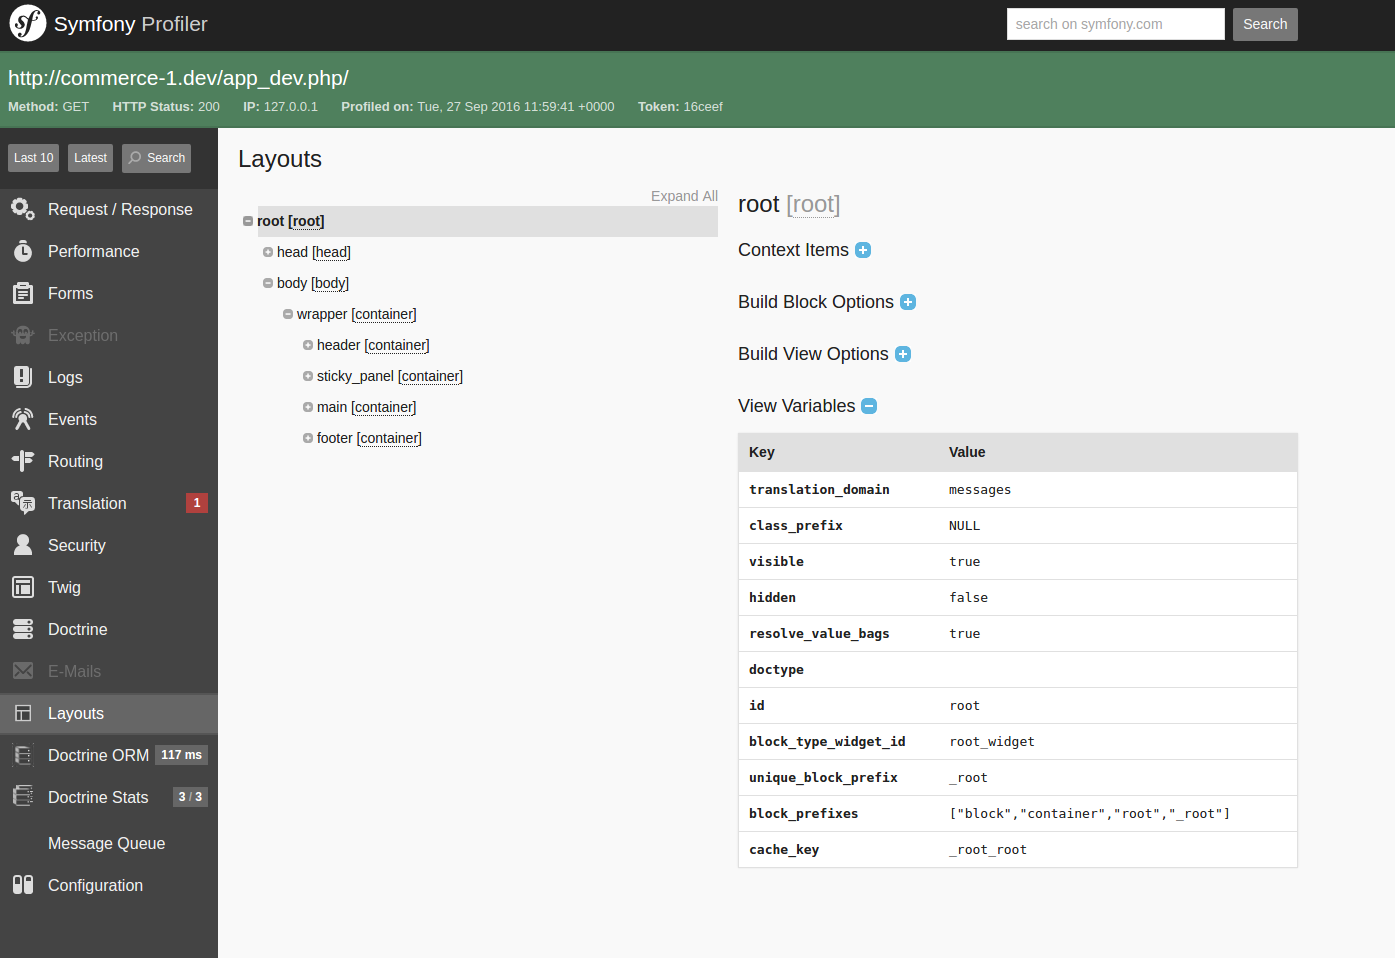 Symfony Profiler
search on symfony.com
Search
http://commerce-1.dev/app_dev.php/
Method: GET HTTP Status: 200 IP: 127.0.0.1 Profiled on: Tue, 27 Sep 2016 11:59:41 +0000 Token: 16ceef
Last 10
Latest
Search
Request / Response
Performance
Forms
Exception
Logs
Events
Routing
Translation 1
Security
Twig
Doctrine
E-Mails
Layouts
Doctrine ORM 117 ms
Doctrine Stats 3 / 3
Message Queue
Configuration
Layouts
Expand All
root [root]
head [head]
body [body]
wrapper [container]
header [container]
sticky_panel [container]
main [container]
footer [container]
root [root]
Context Items
Build Block Options
Build View Options
View Variables
Key Value
translation_domain messages
class_prefix NULL
visible true
hidden false
resolve_value_bags true
doctype
id root
block_type_widget_id root_widget
unique_block_prefix _root
block_prefixes ["block","container","root","_root"]
cache_key _root_root